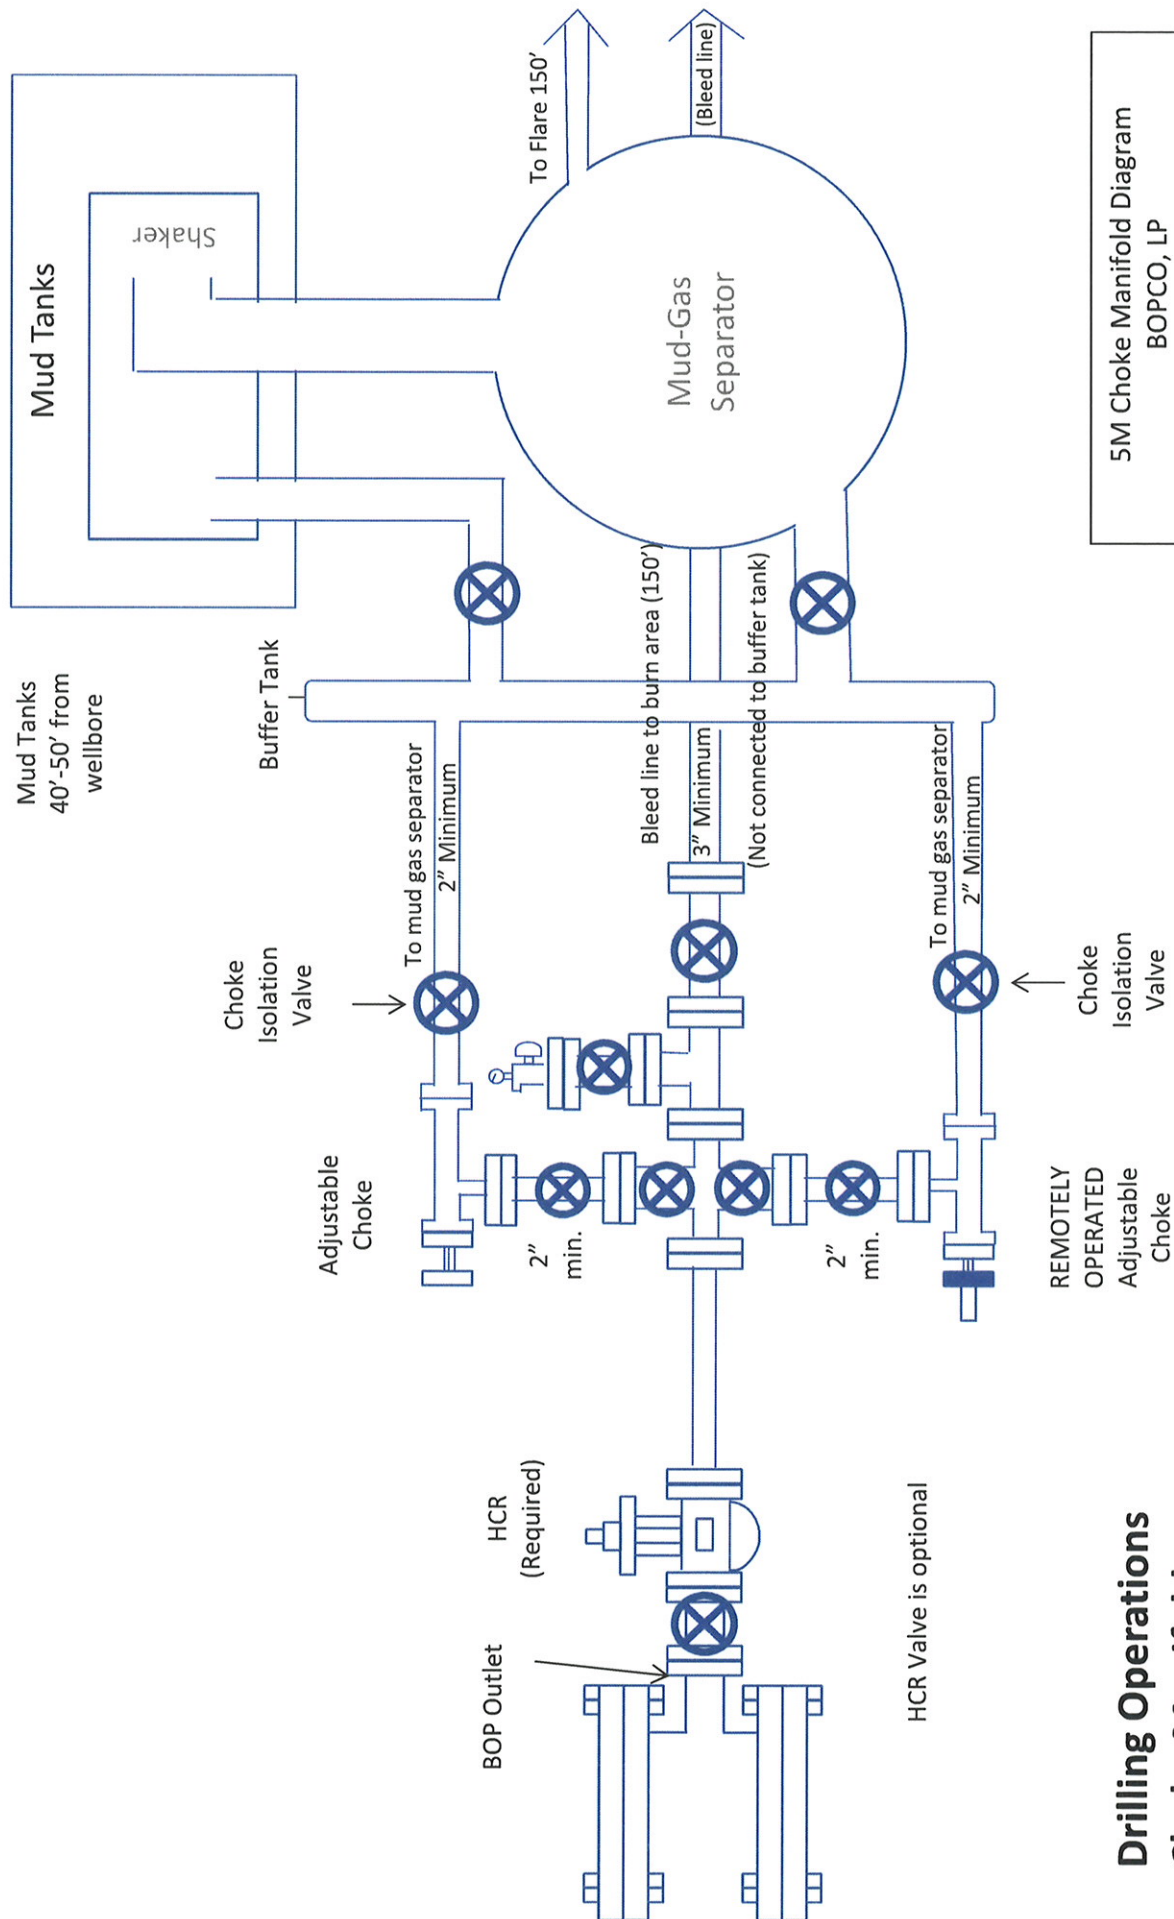 Mud Tanks
40’-50’ from
wellbore
Mud Tanks
Shaker
Buffer Tank
To Flare 150’
(Bleed line)
Mud-Gas
Separator
Choke
Isolation
Valve
To mud gas separator
2” Minimum
Bleed line to burn area (150’)
3” Minimum
(Not connected to buffer tank)
To mud gas separator
2” Minimum
Choke
Isolation
Valve
Adjustable
Choke
2”
min.
2”
min.
REMOTELY
OPERATED
Adjustable
Choke
HCR
(Required)
BOP Outlet
HCR Valve is optional
5M Choke Manifold Diagram
BOPCO, LP
Drilling Operations